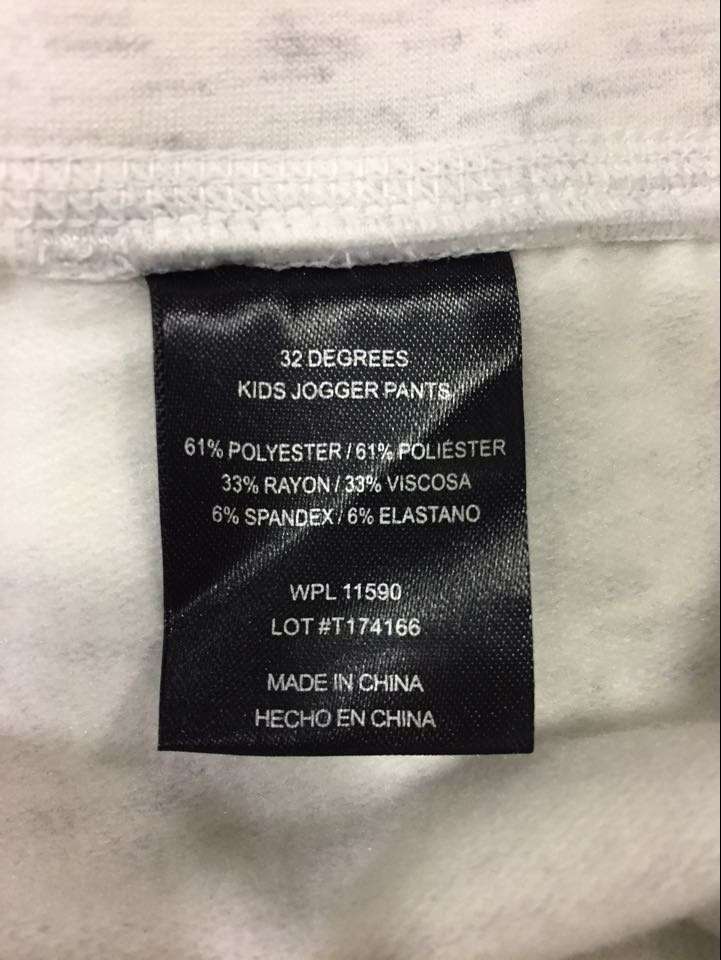 32 DEGREES
KIDS JOGGER PANTS
61% POLYESTER / 61% POLIÉSTER
33% RAYON / 33% VISCOSA
6% SPANDEX / 6% ELASTANO
WPL 11590
LOT #T174166
MADE IN CHINA
HECHO EN CHINA